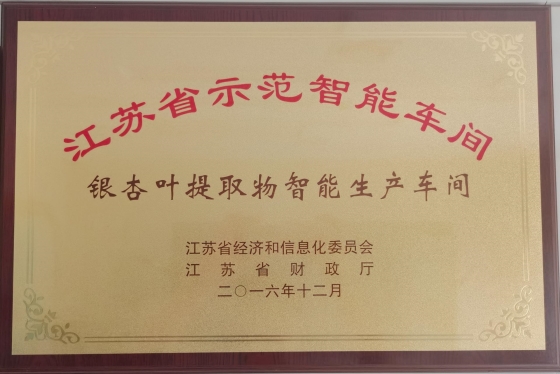 江苏省示范智能车间
银杏叶提取物智能生产车间
江苏省经济和信息化委员会
江苏省财政厅
二〇一六年十二月